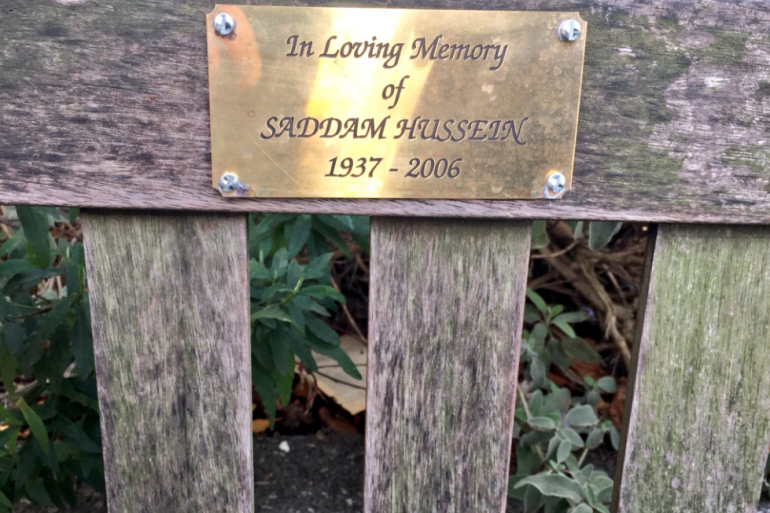 In Loving Memory
of
SADDAM HUSSEIN
1937 - 2006